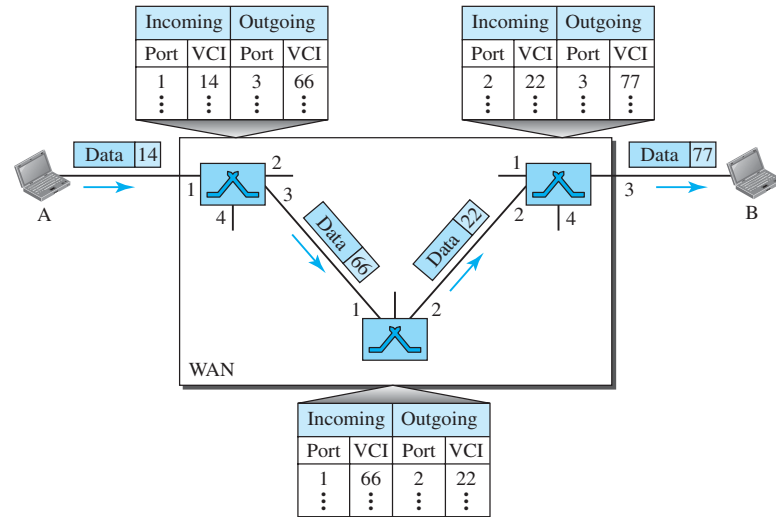 Incoming Outgoing
Port VCI Port VCI
1 14 3 66
Incoming Outgoing
Port VCI Port VCI
2 22 3 77
Data 14
A
1
2
3
4
Data 66
1
2
Data 22
1
2
3
4
Data 77
B
WAN
Incoming Outgoing
Port VCI Port VCI
1 66 2 22